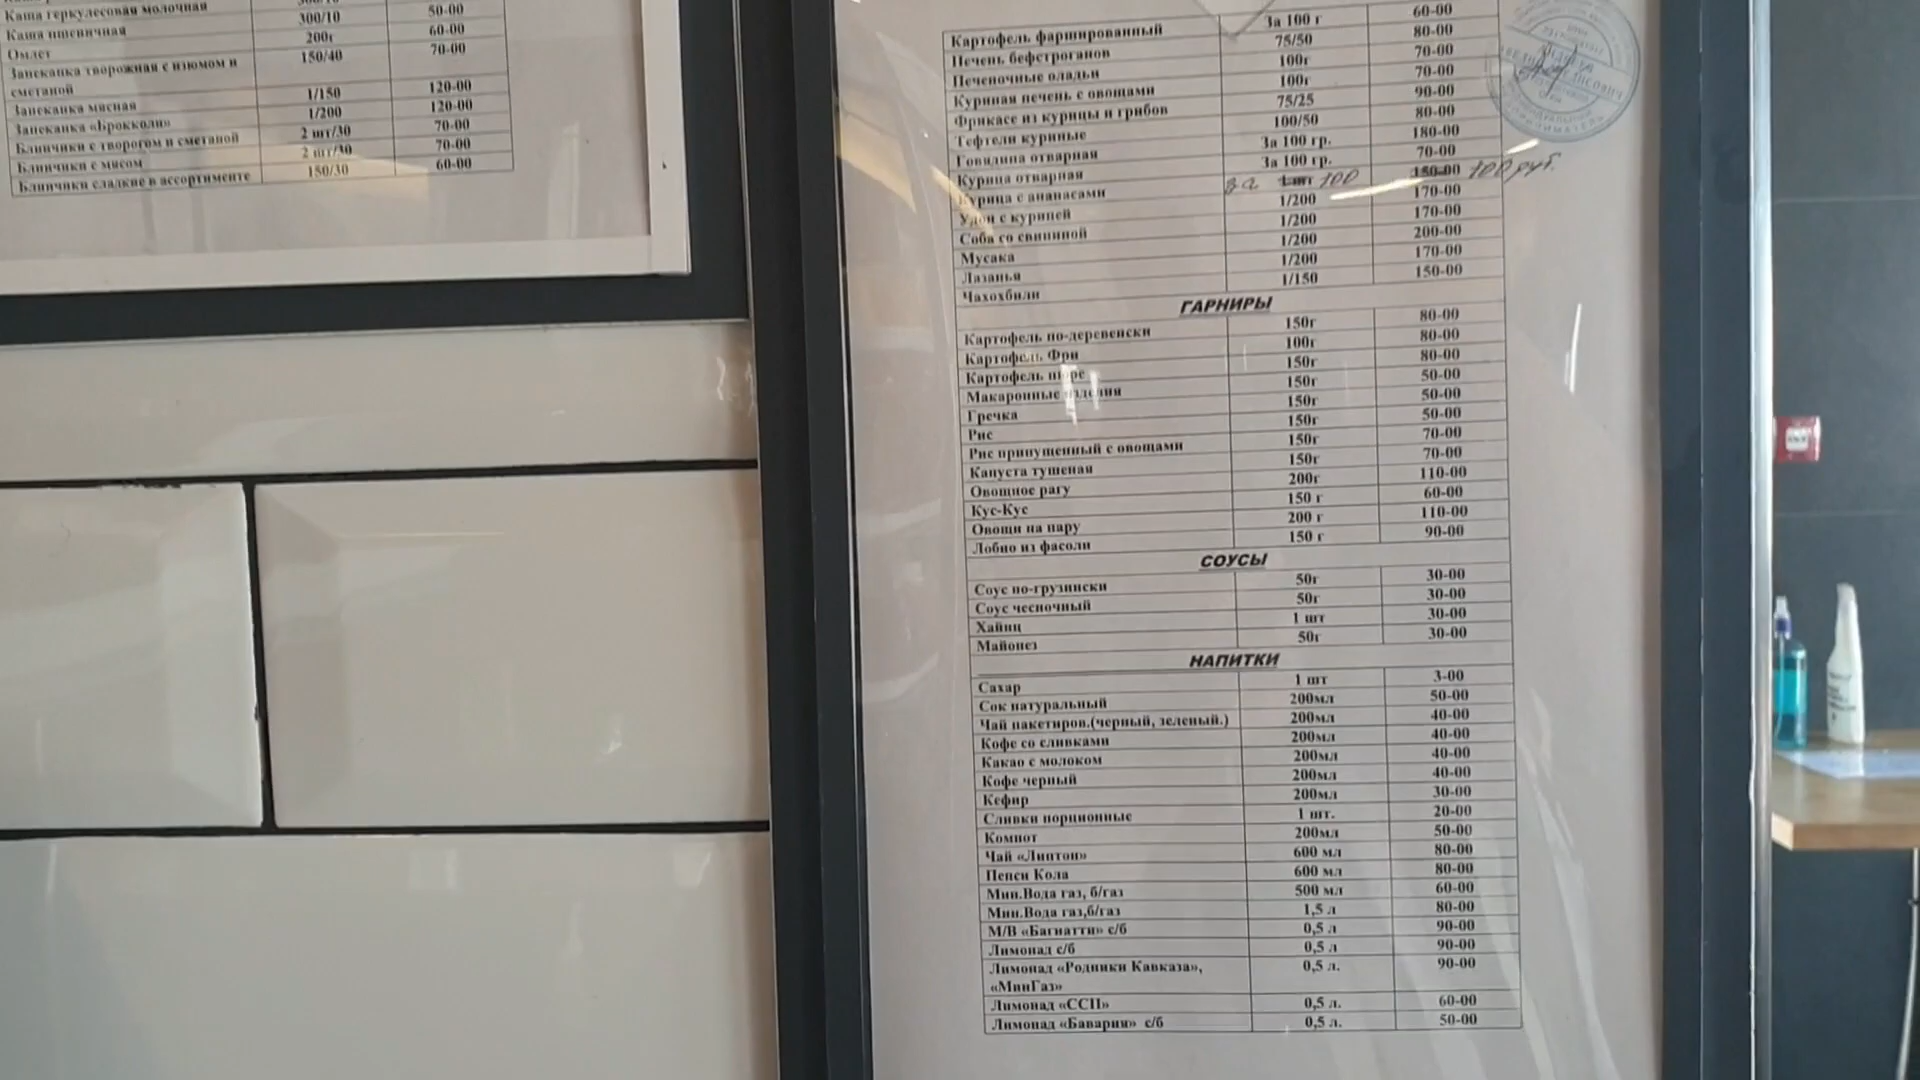 Каша геркулесовая молочная 300/10 50-00
Каша пшеничная 300/10 60-00
Омлет 200г 70-00
Запеканка творожная с изюмом и 150/40
сметаной
Запеканка мясная 1/150 120-00
Запеканка «Брокколи» 1/200 120-00
Блинчики с творогом и сметаной 2 шт/30 70-00
Блинчики с мясом 2 шт/30 70-00
Блинчики сладкие в ассортименте 150/30 60-00
Картофель фаршированный За 100 г 60-00
Печень бефстроганов 75/50 80-00
Печеночные оладьи 100г 70-00
Куриная печень с овощами 100г 70-00
Фрикасе из курицы и грибов 75/25 90-00
Тефтели куриные 100/50 80-00
Говядина отварная За 100 гр. 180-00
Курица отварная За 100 гр. 70-00
Курица с ананасами за 1 шт 100 150-00 100 руб.
Удон с курицей 1/200 170-00
Соба со свининой 1/200 170-00
Мусака 1/200 200-00
Лазанья 1/200 170-00
Чахохбили 1/150 150-00
ГАРНИРЫ
Картофель по-деревенски 150г 80-00
Картофель Фри 100г 80-00
Картофель пюре 150г 80-00
Макаронные изделия 150г 50-00
Гречка 150г 50-00
Рис 150г 50-00
Рис припущенный с овощами 150г 70-00
Капуста тушеная 150г 70-00
Овощное рагу 200г 110-00
Кус-Кус 150 г 60-00
Овощи на пару 200 г 110-00
Лобио из фасоли 150 г 90-00
СОУСЫ
Соус по-грузински 50г 30-00
Соус чесночный 50г 30-00
Хайнц 1 шт 30-00
Майонез 50г 30-00
НАПИТКИ
Сахар 1 шт 3-00
Сок натуральный 200мл 50-00
Чай пакетиров.(черный, зеленый.) 200мл 40-00
Кофе со сливками 200мл 40-00
Какао с молоком 200мл 40-00
Кофе черный 200мл 40-00
Кефир 200мл 30-00
Сливки порционные 1 шт. 20-00
Компот 200мл 50-00
Чай «Липтон» 600 мл 80-00
Пепси Кола 600 мл 80-00
Мин.Вода газ, б/газ 500 мл 60-00
Мин.Вода газ,б/газ 1,5 л 80-00
М/В «Багиатти» с/б 0,5 л 90-00
Лимонад с/б 0,5 л 90-00
Лимонад «Родники Кавказа», 0,5 л. 90-00
«МинГаз»
Лимонад «ССП» 0,5 л. 60-00
Лимонад «Бавария» с/б 0,5 л. 50-00